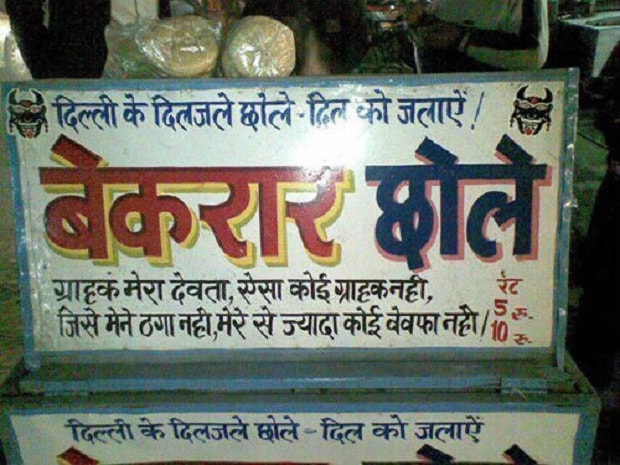 दिल्ली के दिलजले छोले - दिल को जलाऐं!
बेकरार छोले
ग्राहक मेरा देवता, ऐसा कोई ग्राहक नही,
जिसे मेने ठगा नही, मेरे से ज्यादा कोई बेवफा नही!
रेट
5 रु.
10 रु.
दिल्ली के दिलजले छोले - दिल को जलाऐं